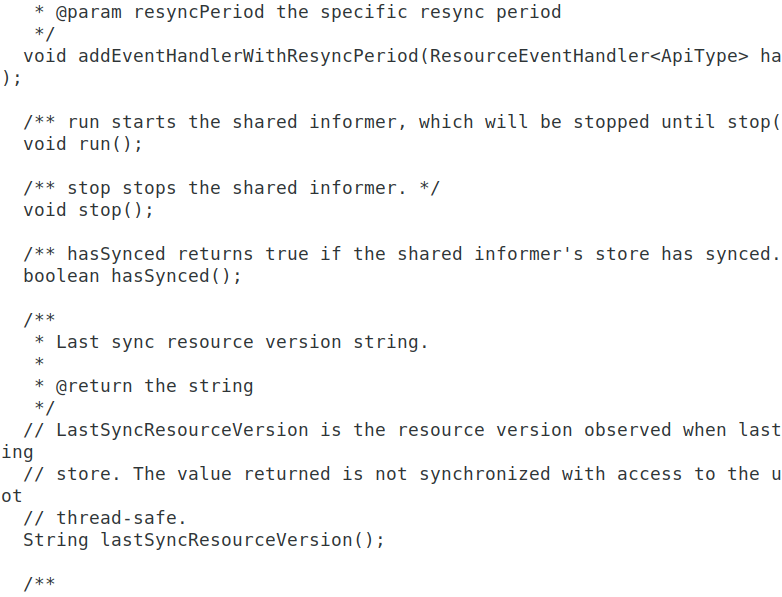 * @param resyncPeriod the specific resync period
 */
void addEventHandlerWithResyncPeriod(ResourceEventHandler<ApiType> ha
);
/** run starts the shared informer, which will be stopped until stop(
void run();
/** stop stops the shared informer. */
void stop();
/** hasSynced returns true if the shared informer's store has synced.
boolean hasSynced();
/**
 * Last sync resource version string.
 *
 * @return the string
 */
// LastSyncResourceVersion is the resource version observed when last
ing
// store. The value returned is not synchronized with access to the u
ot
// thread-safe.
String lastSyncResourceVersion();
/**